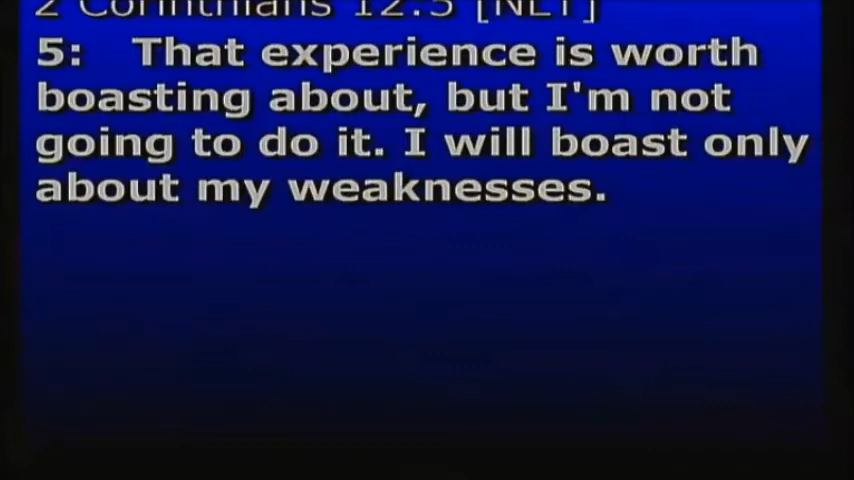 2 Corinthians 12:5 [NLT]
5: That experience is worth
boasting about, but I'm not
going to do it. I will boast only
about my weaknesses.